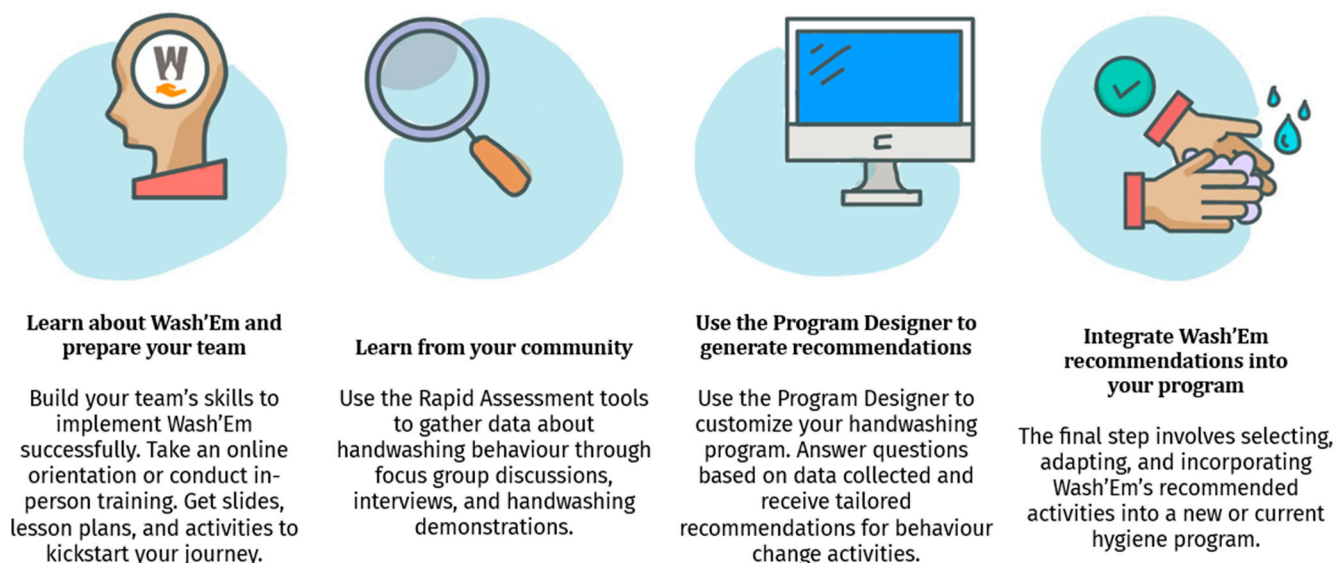 W
Learn about Wash'Em and
prepare your team
Build your team's skills to
implement Wash'Em
successfully. Take an online
orientation or conduct in-
person training. Get slides,
lesson plans, and activities to
kickstart your journey.
Learn from your community
Use the Rapid Assessment tools
to gather data about
handwashing behaviour through
focus group discussions,
interviews, and handwashing
demonstrations.
Use the Program Designer to
generate recommendations
Use the Program Designer to
customize your handwashing
program. Answer questions
based on data collected and
receive tailored
recommendations for behaviour
change activities.
Integrate Wash'Em
recommendations into
your program
The final step involves selecting,
adapting, and incorporating
Wash'Em's recommended
activities into a new or current
hygiene program.